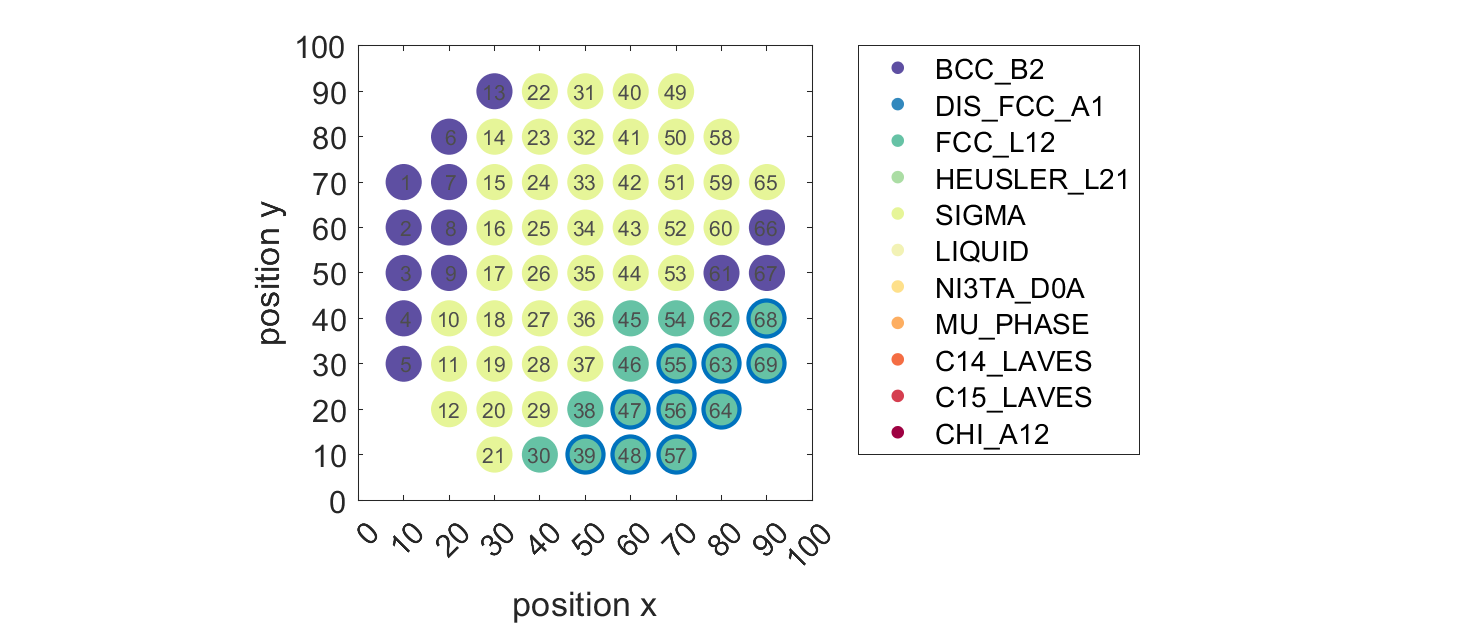 100
90
80
70
60
50
40
30
20
10
0
position y
13 22 31 40 49
6 14 23 32 41 50 58
1 7 15 24 33 42 51 59 65
2 8 16 25 34 43 52 60 66
3 9 17 26 35 44 53 61 67
4 10 18 27 36 45 54 62 68
5 11 19 28 37 46 55 63 69
12 20 29 38 47 56 64
21 30 39 48 57
0 10 20 30 40 50 60 70 80 90 100
position x
BCC_B2
DIS_FCC_A1
FCC_L12
HEUSLER_L21
SIGMA
LIQUID
NI3TA_D0A
MU_PHASE
C14_LAVES
C15_LAVES
CHI_A12